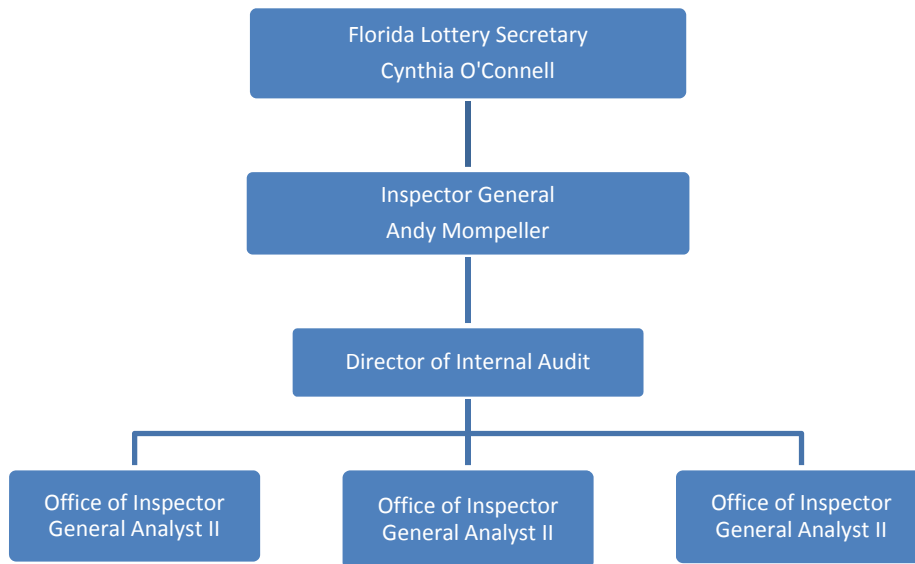 Florida Lottery Secretary
Cynthia O'Connell
Inspector General
Andy Mompeller
Director of Internal Audit
Office of Inspector
General Analyst II
Office of Inspector
General Analyst II
Office of Inspector
General Analyst II